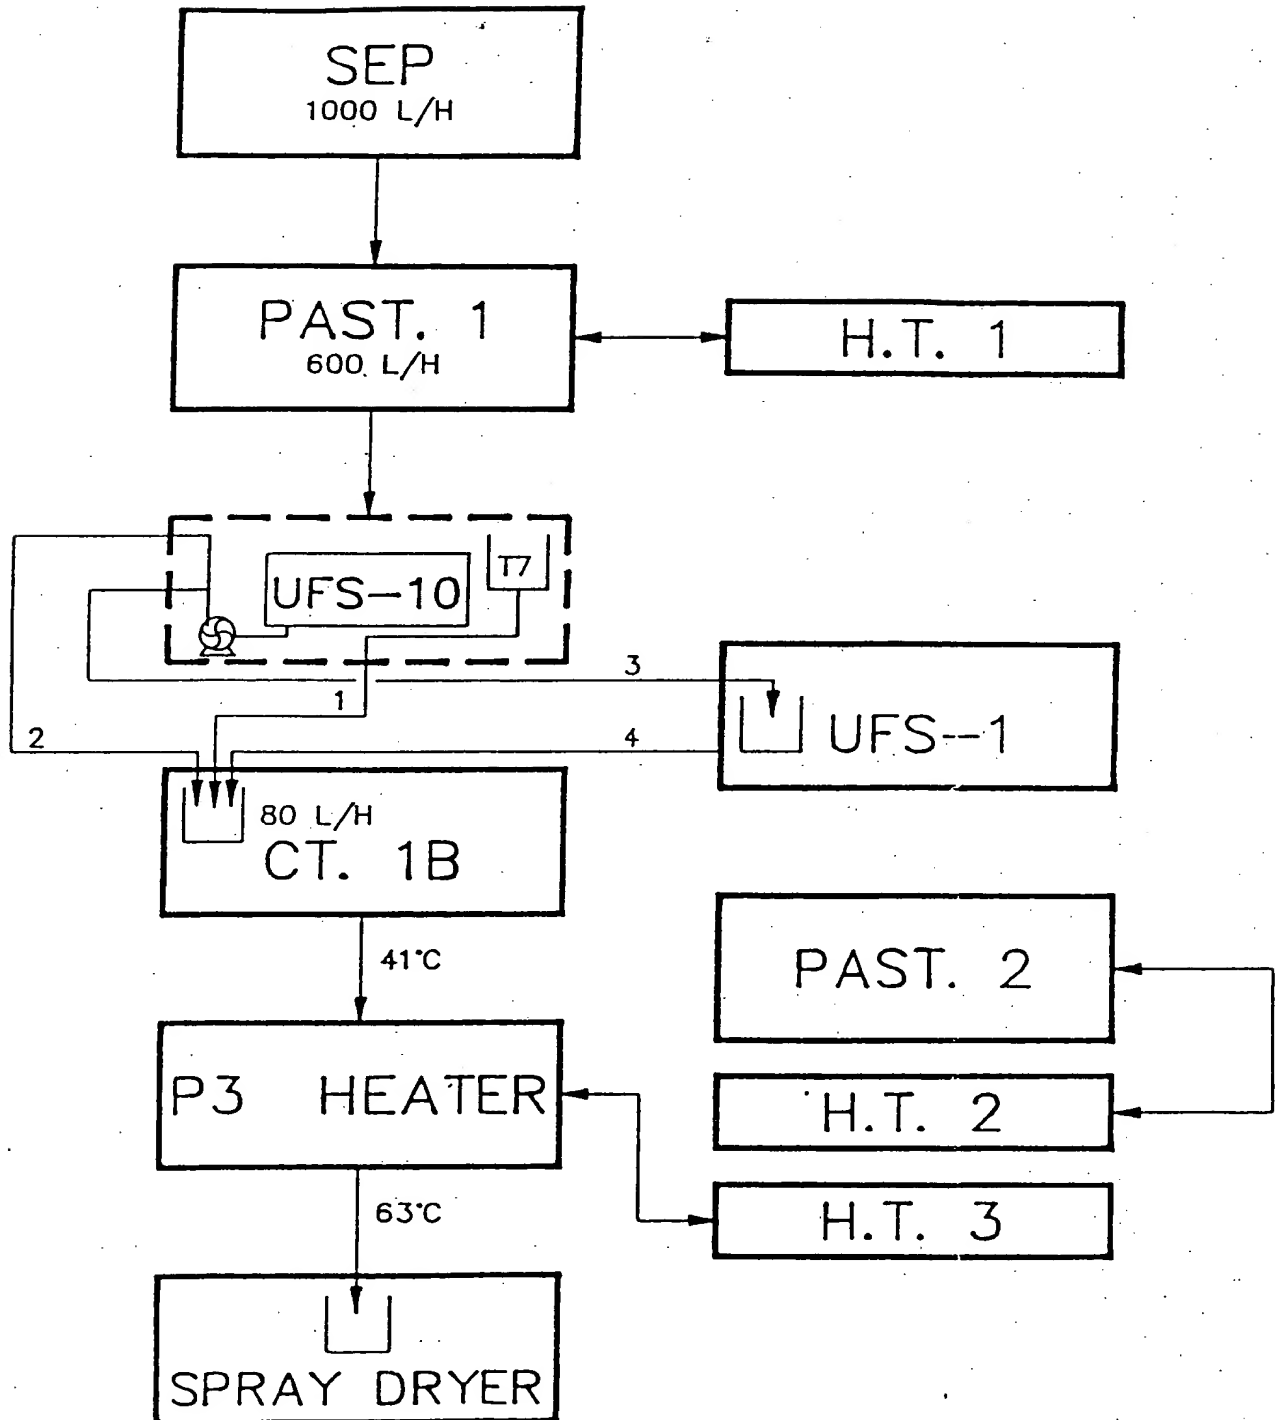 SEP
1000 L/H
PAST. 1
600 L/H
H.T. 1
UFS-10
T7
3
1
2
4
UFS--1
80 L/H
CT. 1B
41°C
PAST. 2
P3 HEATER
H.T. 2
63°C
H.T. 3
SPRAY DRYER